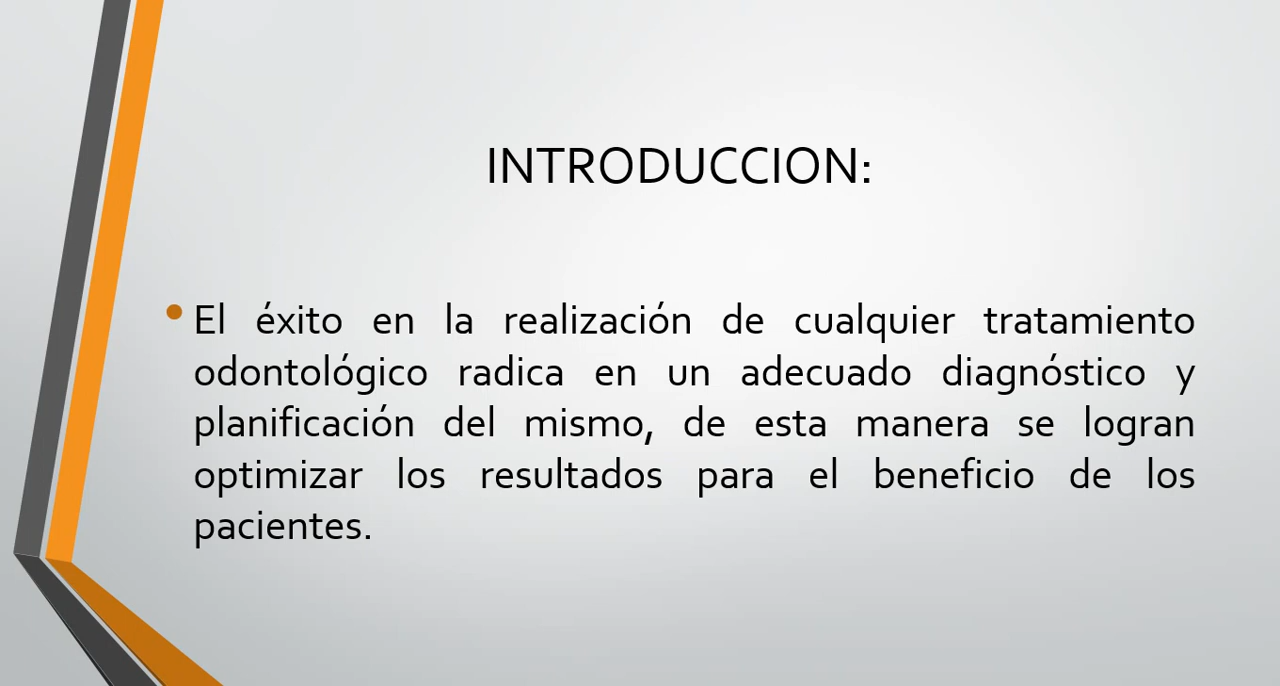 INTRODUCCION:
• El éxito en la realización de cualquier tratamiento
odontológico radica en un adecuado diagnóstico y
planificación del mismo, de esta manera se logran
optimizar los resultados para el beneficio de los
pacientes.